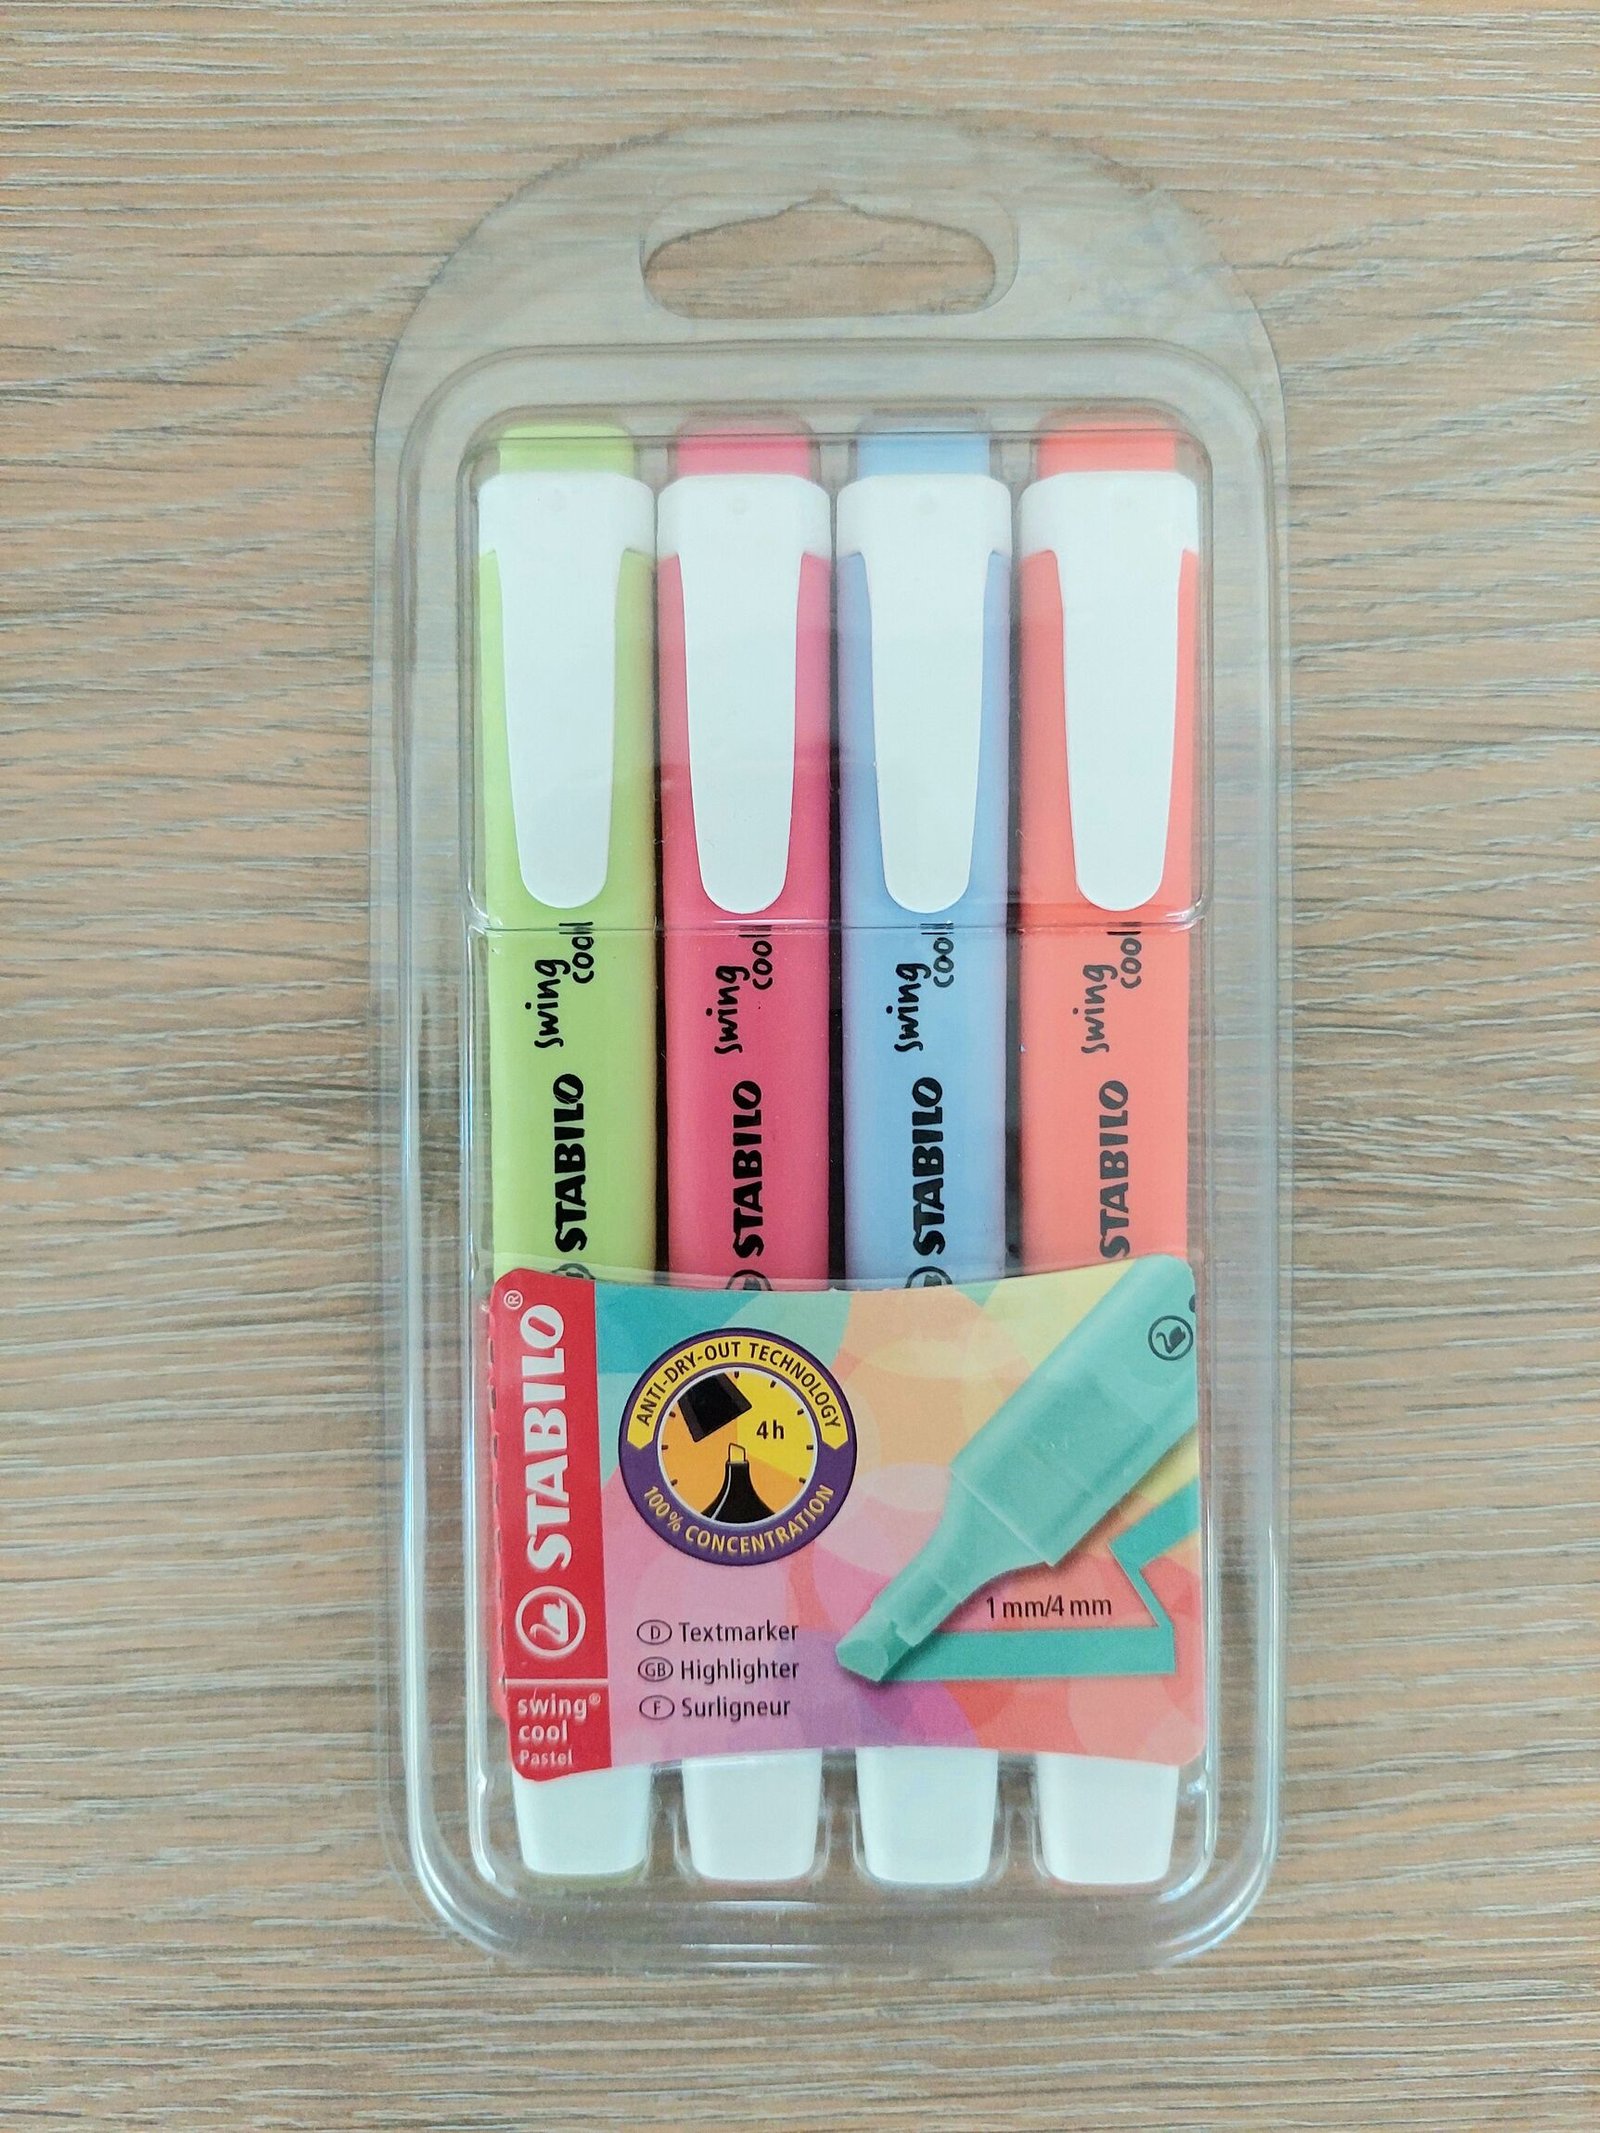 swing
cool
STABILO
swing
cool
STABILO
swing
cool
STABILO
swing
cool
STABILO
STABILO®
swing®
cool
Pastel
ANTI-DRY-OUT TECHNOLOGY
4h
100% CONCENTRATION
1 mm/4 mm
D Textmarker
GB Highlighter
F Surligneur